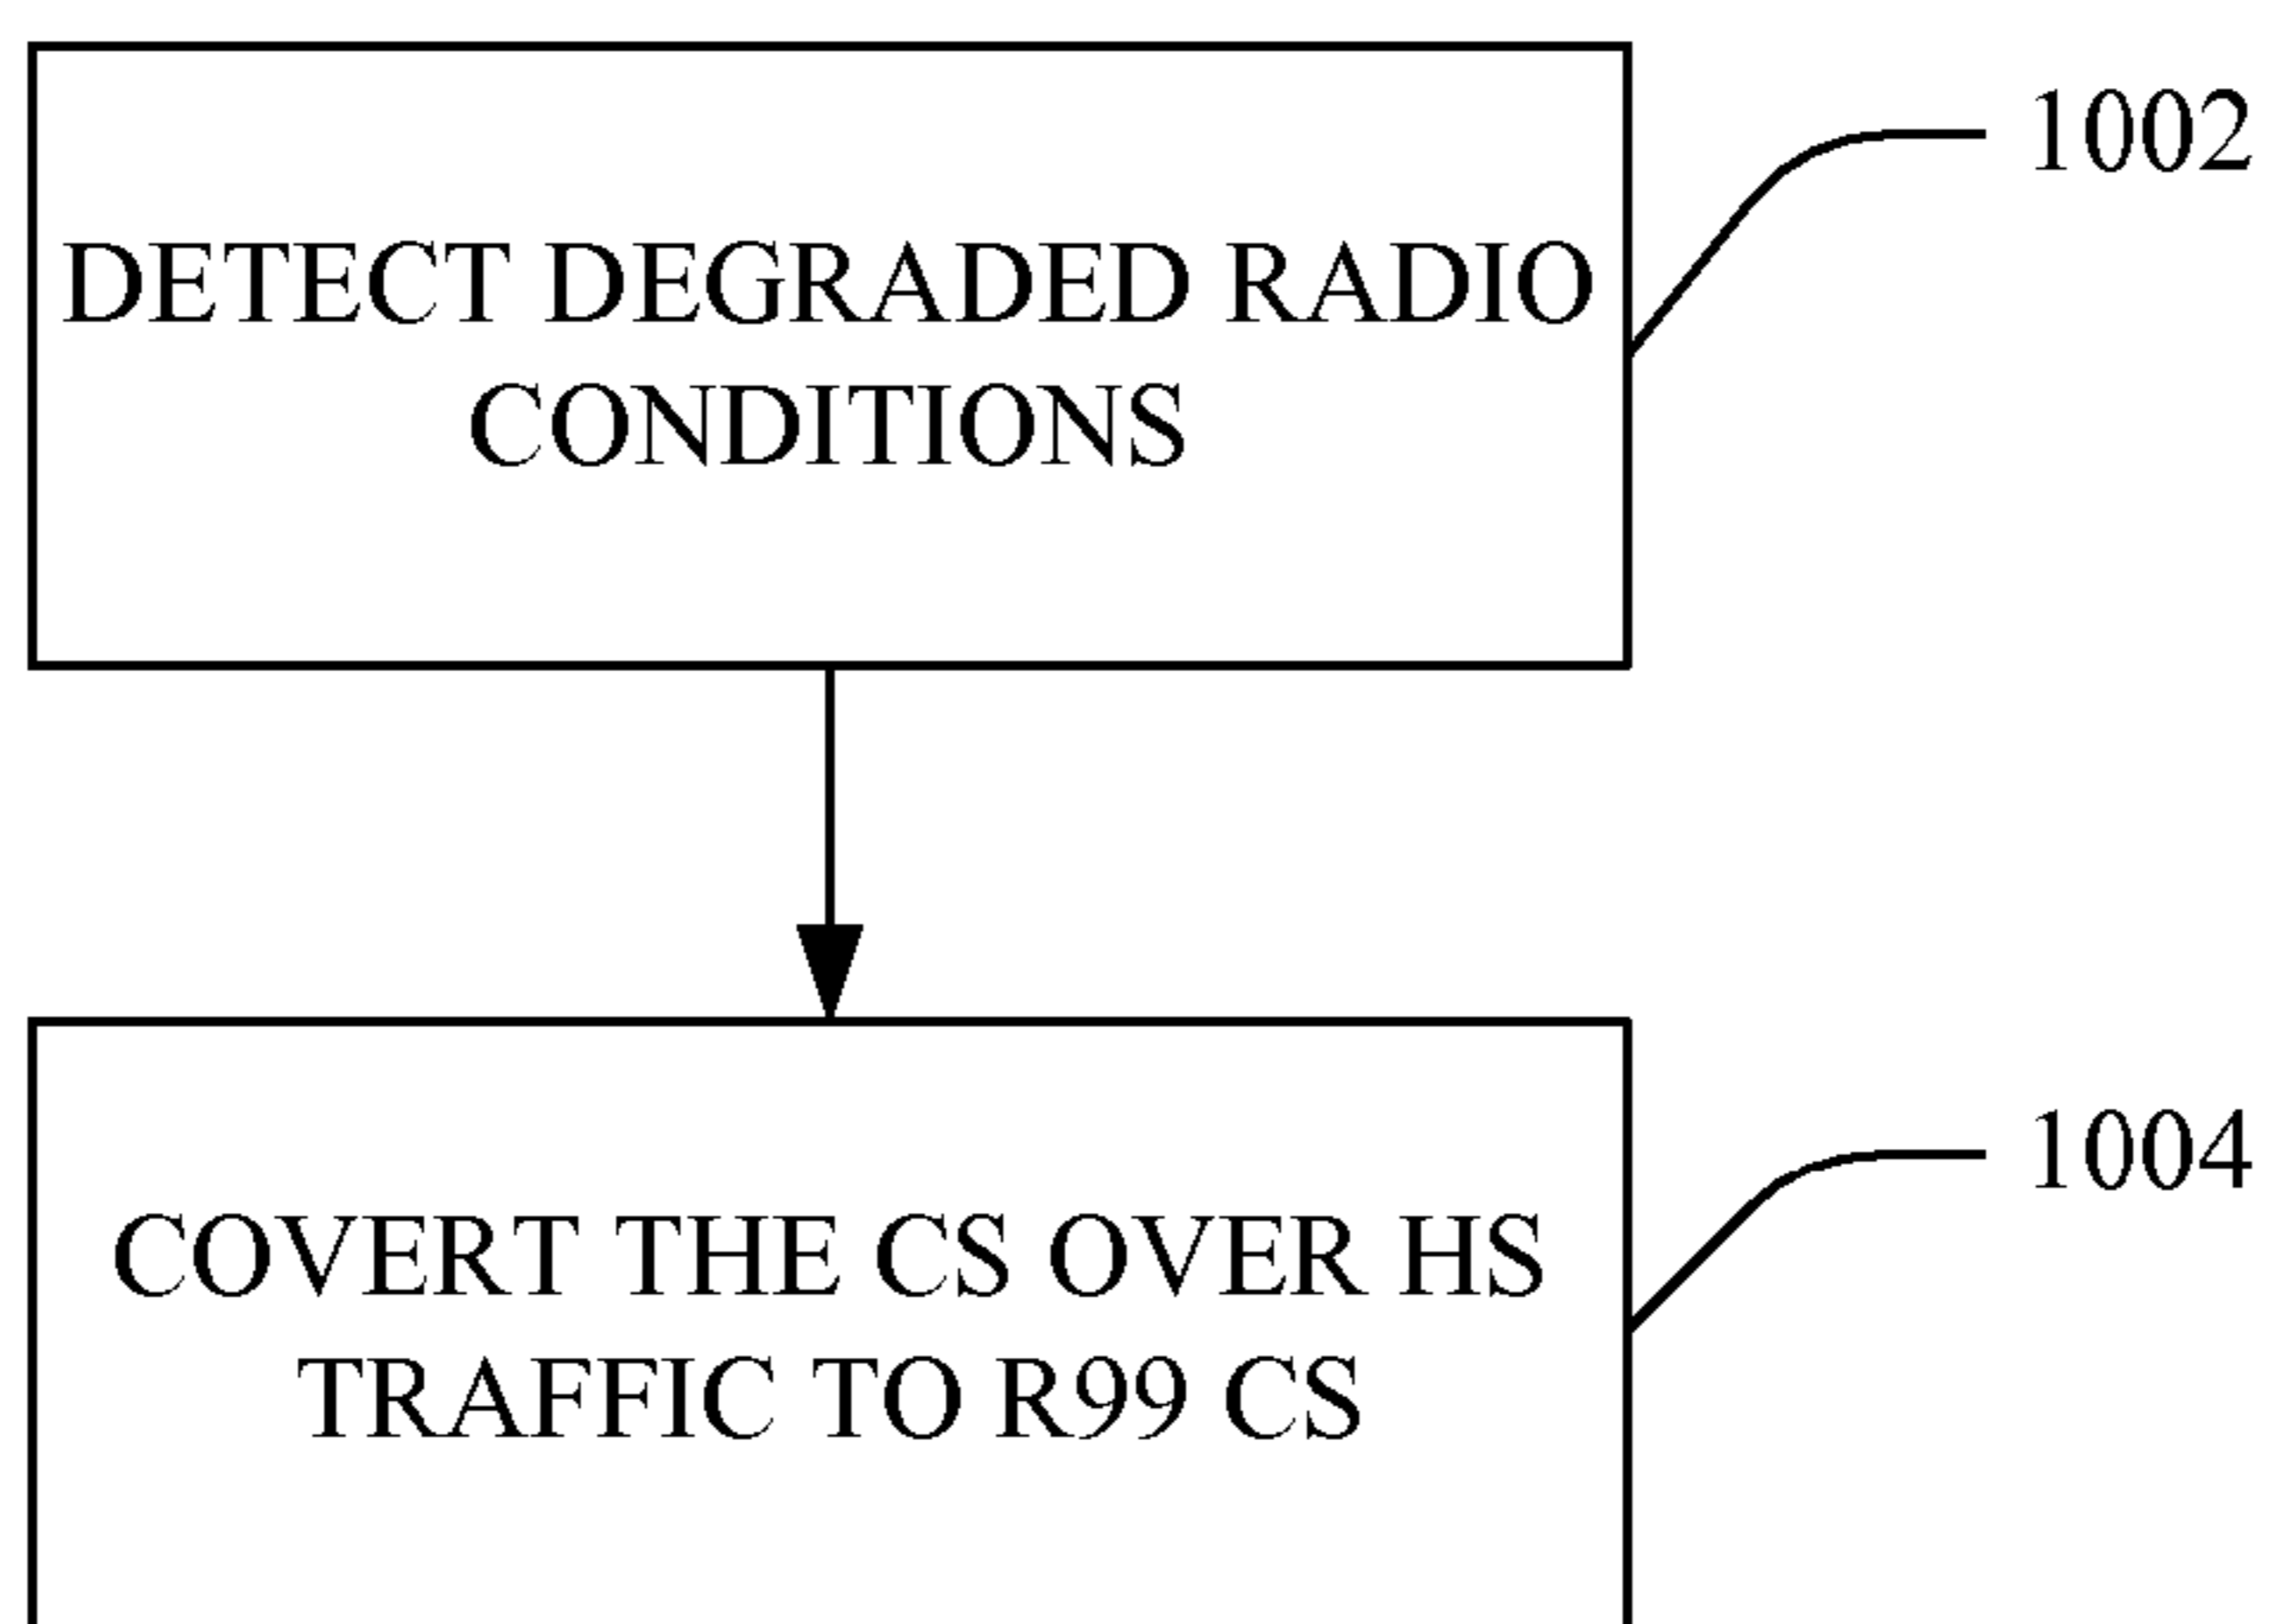 1002
DETECT DEGRADED RADIO
CONDITIONS
1004
COVERT THE CS OVER HS
TRAFFIC TO R99 CS